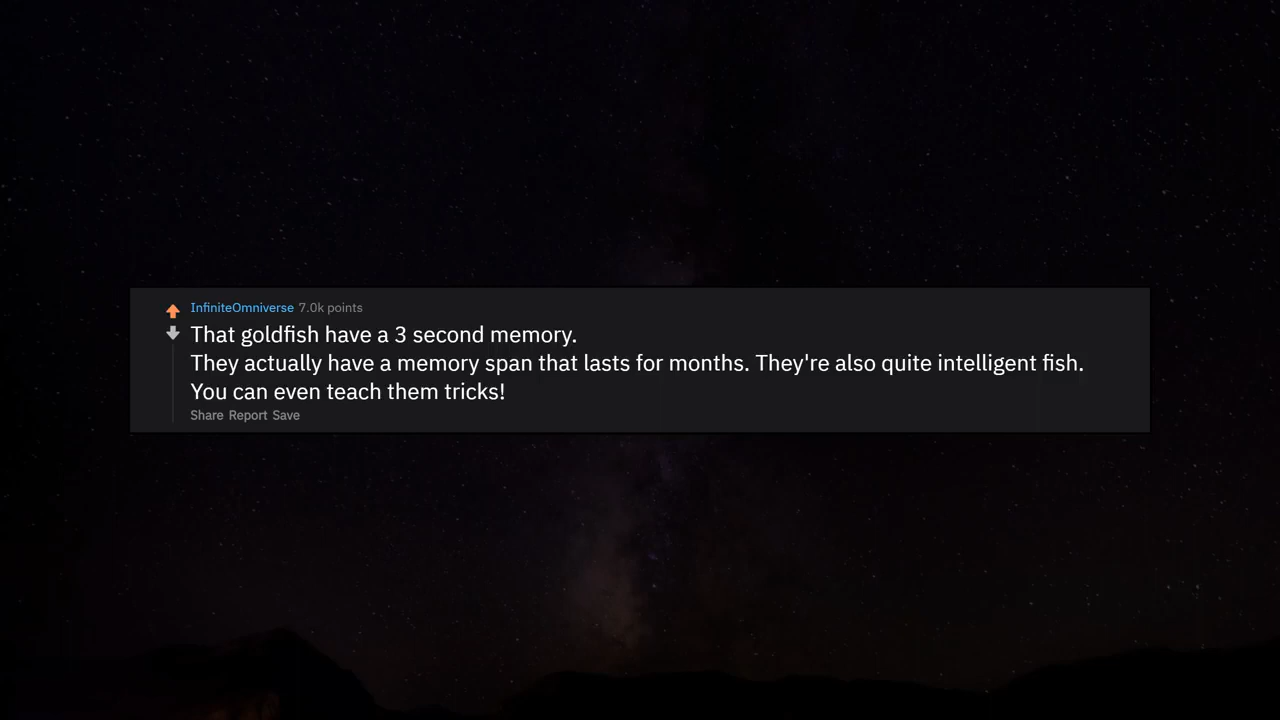 InfiniteOmniverse 7.0k points
That goldfish have a 3 second memory.
They actually have a memory span that lasts for months. They're also quite intelligent fish.
You can even teach them tricks!
Share Report Save